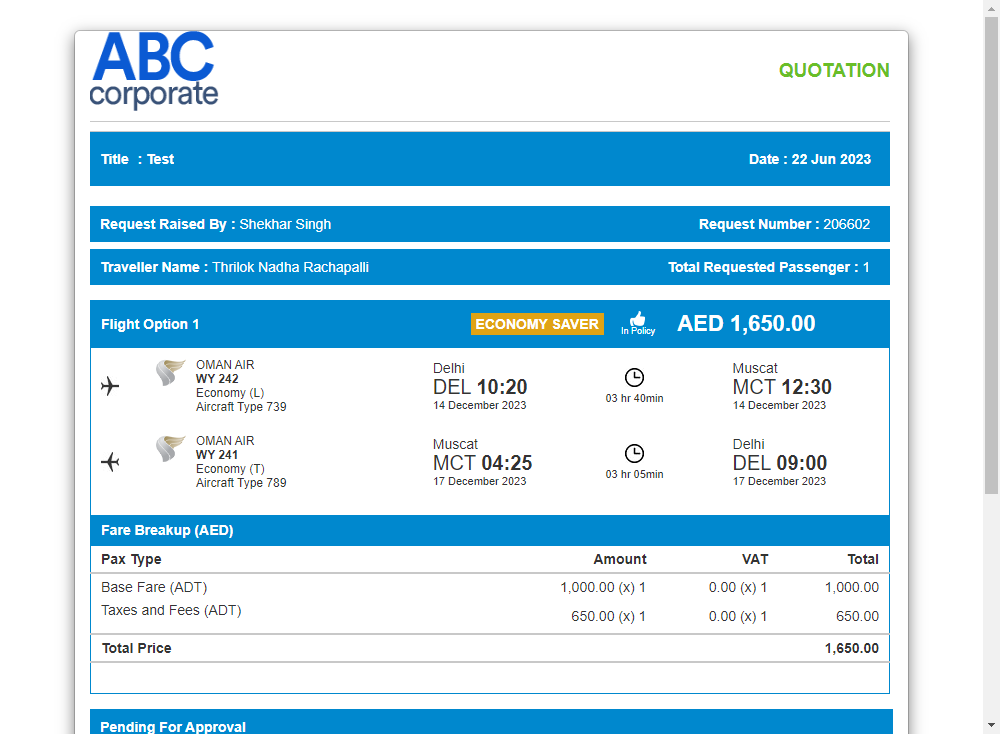 ABC
corporate
QUOTATION
Title : Test
Date : 22 Jun 2023
Request Raised By : Shekhar Singh
Request Number : 206602
Traveller Name : Thrilok Nadha Rachapalli
Total Requested Passenger : 1
Flight Option 1
ECONOMY SAVER
In Policy
AED 1,650.00
OMAN AIR
WY 242
Economy (L)
Aircraft Type 739
Delhi
DEL 10:20
14 December 2023
03 hr 40min
Muscat
MCT 12:30
14 December 2023
OMAN AIR
WY 241
Economy (T)
Aircraft Type 789
Muscat
MCT 04:25
17 December 2023
03 hr 05min
Delhi
DEL 09:00
17 December 2023
Fare Breakup (AED)
Pax Type Amount VAT Total
Base Fare (ADT) 1,000.00 (x) 1 0.00 (x) 1 1,000.00
Taxes and Fees (ADT) 650.00 (x) 1 0.00 (x) 1 650.00
Total Price 1,650.00
Pending For Approval